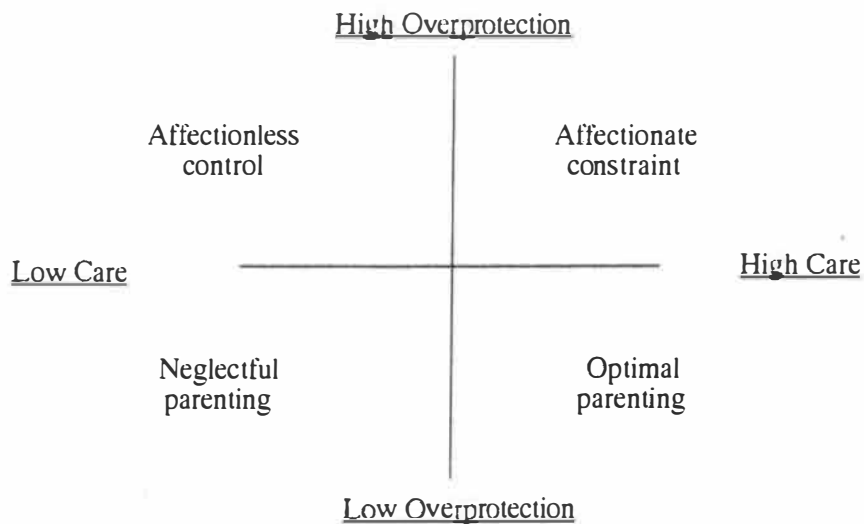 High Overprotection
Affectionless
control
Affectionate
constraint
Low Care
High Care
Neglectful
parenting
Optimal
parenting
Low Overprotection